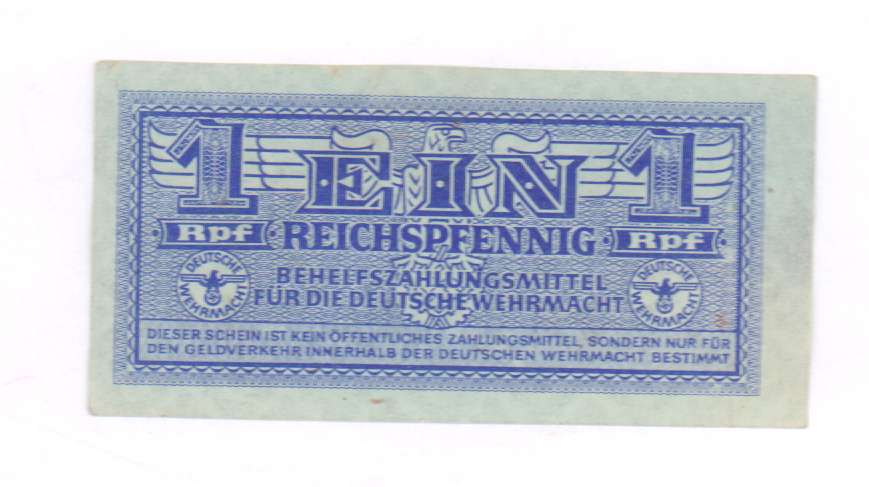 1 EIN 1
Rpf REICHSPFENNIG Rpf
BEHELFSZAHLUNGSMITTEL
FÜR DIE DEUTSCHE WEHRMACHT
DEUTSCHE WEHRMACHT
DEUTSCHE WEHRMACHT
DIESER SCHEIN IST KEIN ÖFFENTLICHES ZAHLUNGSMITTEL, SONDERN NUR FÜR
DEN GELDVERKEHR INNERHALB DER DEUTSCHEN WEHRMACHT BESTIMMT